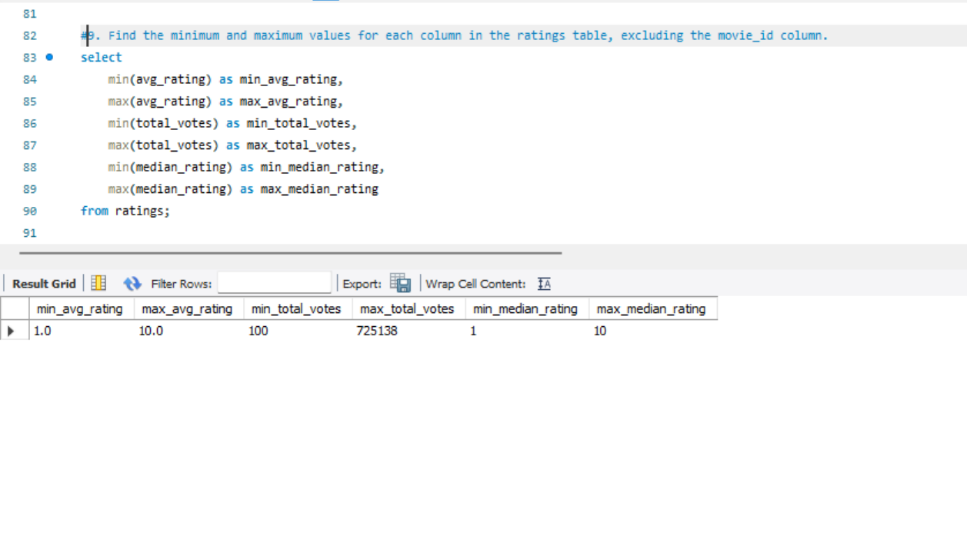 81
82 #9. Find the minimum and maximum values for each column in the ratings table, excluding the movie_id column.
83 select
84 min(avg_rating) as min_avg_rating,
85 max(avg_rating) as max_avg_rating,
86 min(total_votes) as min_total_votes,
87 max(total_votes) as max_total_votes,
88 min(median_rating) as min_median_rating,
89 max(median_rating) as max_median_rating
90 from ratings;
91
Result Grid Filter Rows: Export: Wrap Cell Content: IA
min_avg_rating max_avg_rating min_total_votes max_total_votes min_median_rating max_median_rating
1.0 10.0 100 725138 1 10